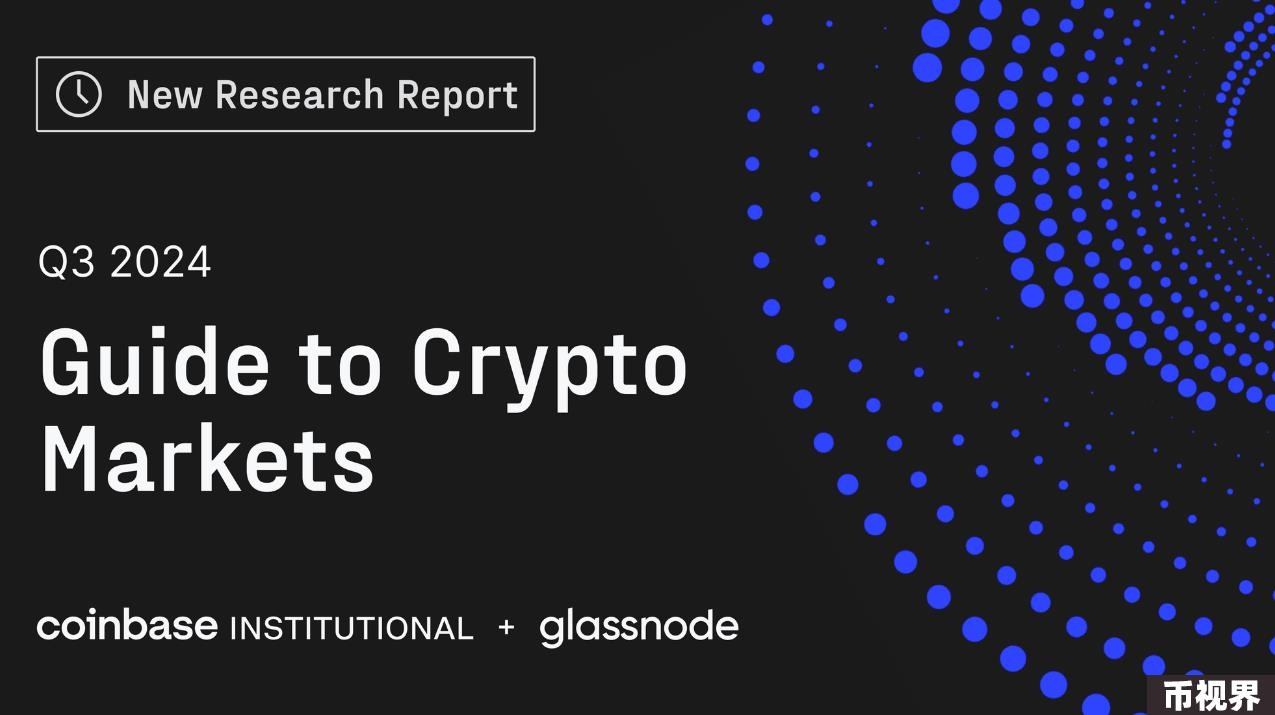 New Research Report
Q3 2024
Guide to Crypto
Markets
coinbase INSTITUTIONAL + glassnode
币视界